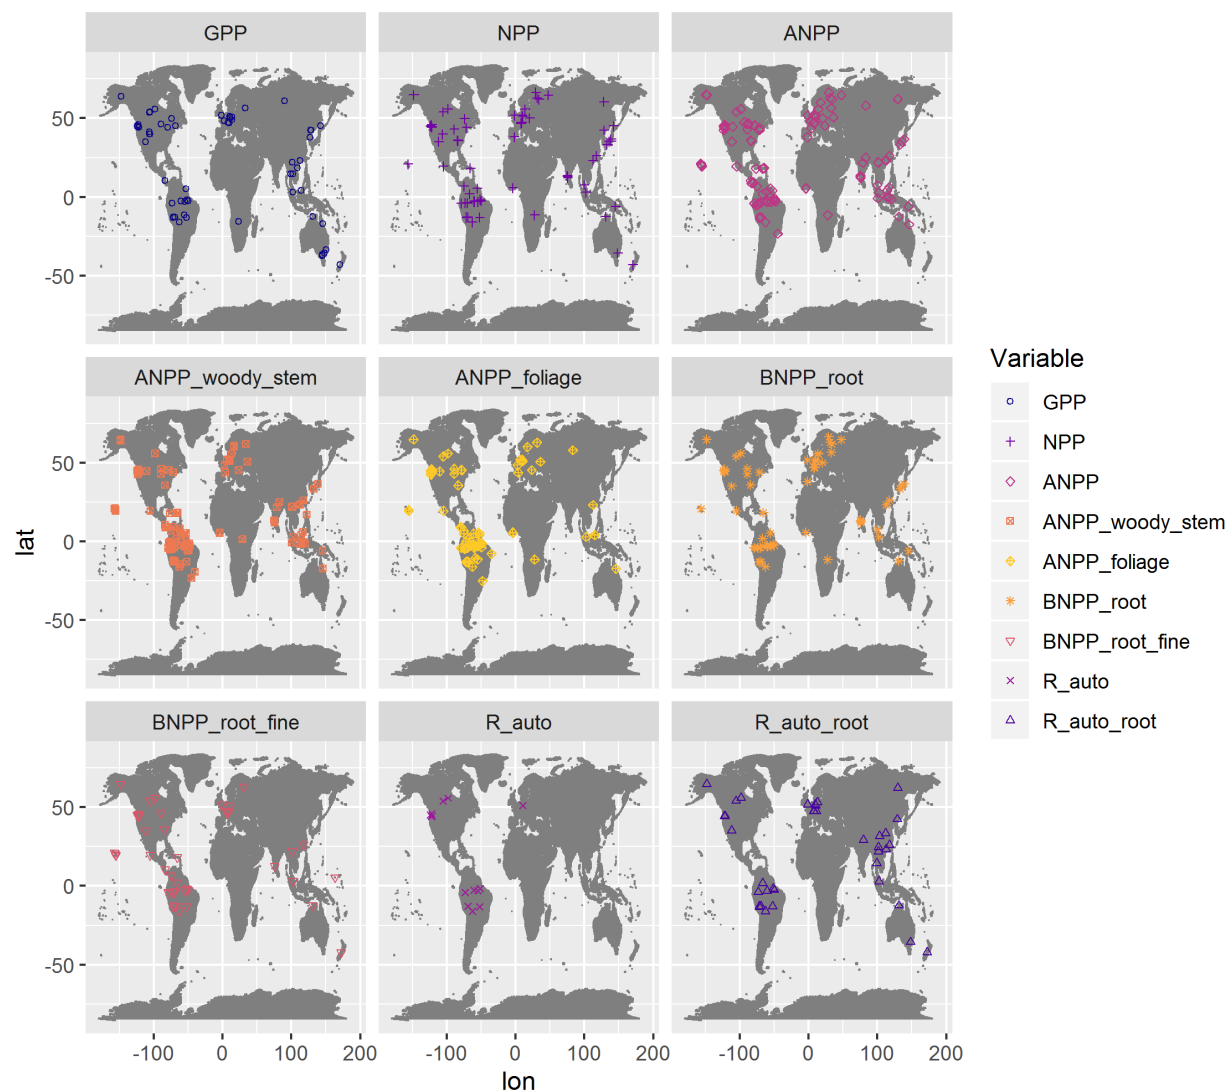 GPP NPP ANPP
50
0
-50
ANPP_woody_stem ANPP_foliage BNPP_root
50
0
-50
BNPP_root_fine R_auto R_auto_root
50
0
-50
-100 0 100 200 -100 0 100 200 -100 0 100 200
lon
lat
Variable
GPP
NPP
ANPP
ANPP_woody_stem
ANPP_foliage
BNPP_root
BNPP_root_fine
R_auto
R_auto_root